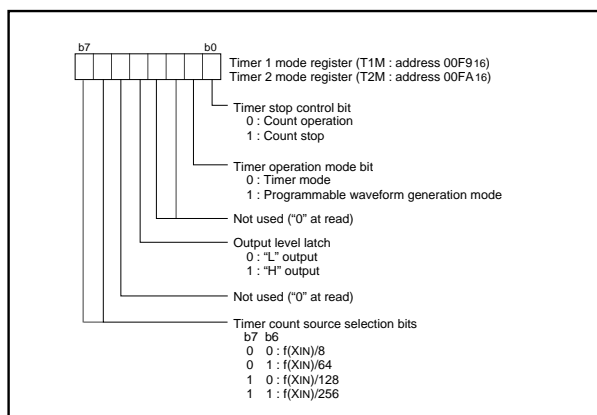 b7 b0
Timer 1 mode register (T1M : address 00F916)
Timer 2 mode register (T2M : address 00FA16)
Timer stop control bit
0 : Count operation
1 : Count stop
Timer operation mode bit
0 : Timer mode
1 : Programmable waveform generation mode
Not used (“0” at read)
Output level latch
0 : “L” output
1 : “H” output
Not used (“0” at read)
Timer count source selection bits
b7 b6
0 0 : f(XIN)/8
0 1 : f(XIN)/64
1 0 : f(XIN)/128
1 1 : f(XIN)/256